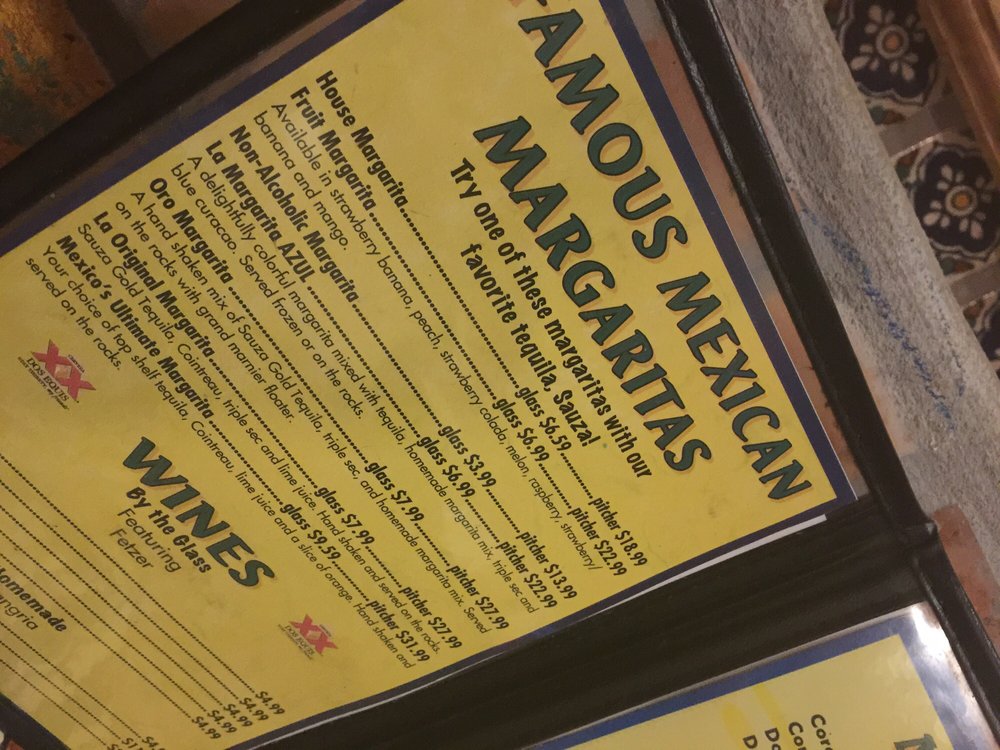 FAMOUS MEXICAN
MARGARITAS
Try one of these margaritas with our
favorite tequila, Sauza!
House Margarita glass $6.59 pitcher $18.99
Fruit Margarita glass $6.99 pitcher $22.99
Available in strawberry banana, peach, strawberry colada, melon, raspberry, strawberry/
banana and mango.
Non-Alcoholic Margarita glass $3.99 pitcher $13.99
La Margarita AZUL glass $6.99 pitcher $22.99
A delightfully colorful margarita mixed with tequila, homemade margarita mix, triple sec and
blue curacao. Served frozen or on the rocks.
Oro Margarita glass $7.99 pitcher $27.99
A hand shaken mix of Sauza Gold Tequila, triple sec, and homemade margarita mix. Served
on the rocks with grand marnier floater.
La Original Margarita glass $7.99 pitcher $27.99
Sauza Gold Tequila, Cointreau, triple sec and lime juice. Hand shaken and served on the rocks.
Mexico's Ultimate Margarita glass $9.59 pitcher $31.99
Your choice of top shelf tequila, Cointreau, lime juice and a slice of orange. Hand shaken and
served on the rocks.
XX
DOS EQUIS
WINES
By the Glass
Featuring
Fetzer
XX
DOS EQUIS
$4.99
$4.99
$4.99
$4.99